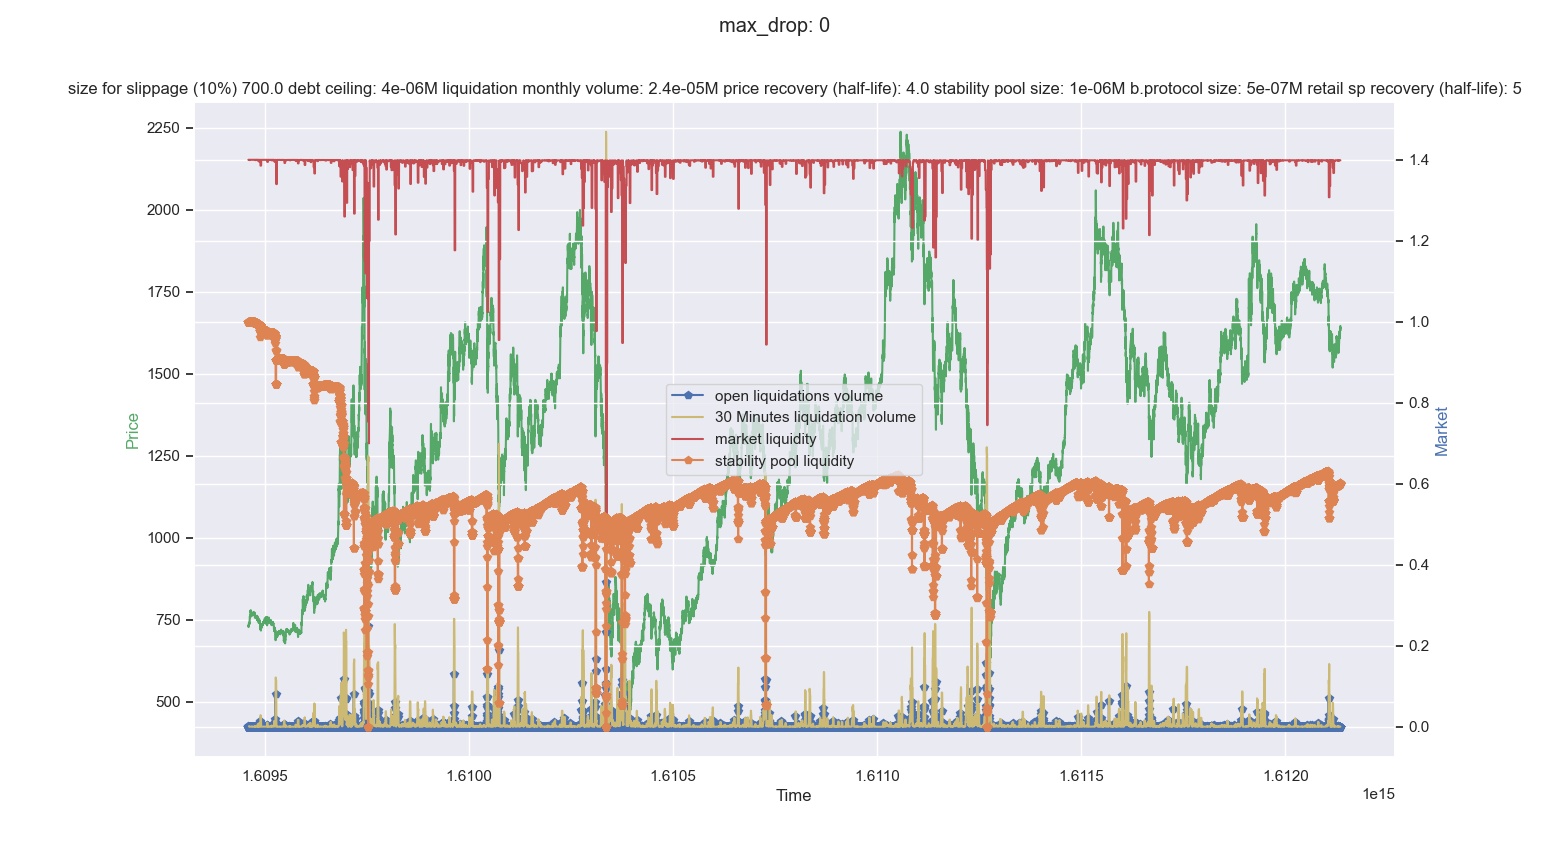 max_drop: 0
size for slippage (10%) 700.0 debt ceiling: 4e-06M liquidation monthly volume: 2.4e-05M price recovery (half-life): 4.0 stability pool size: 1e-06M b.protocol size: 5e-07M retail sp recovery (half-life): 5
2250
2000
1750
1500
1250
1000
750
500
Price
1.4
1.2
1.0
0.8
0.6
0.4
0.2
0.0
Market
open liquidations volume
30 Minutes liquidation volume
market liquidity
stability pool liquidity
1.6095 1.6100 1.6105 1.6110 1.6115 1.6120
Time
1e15